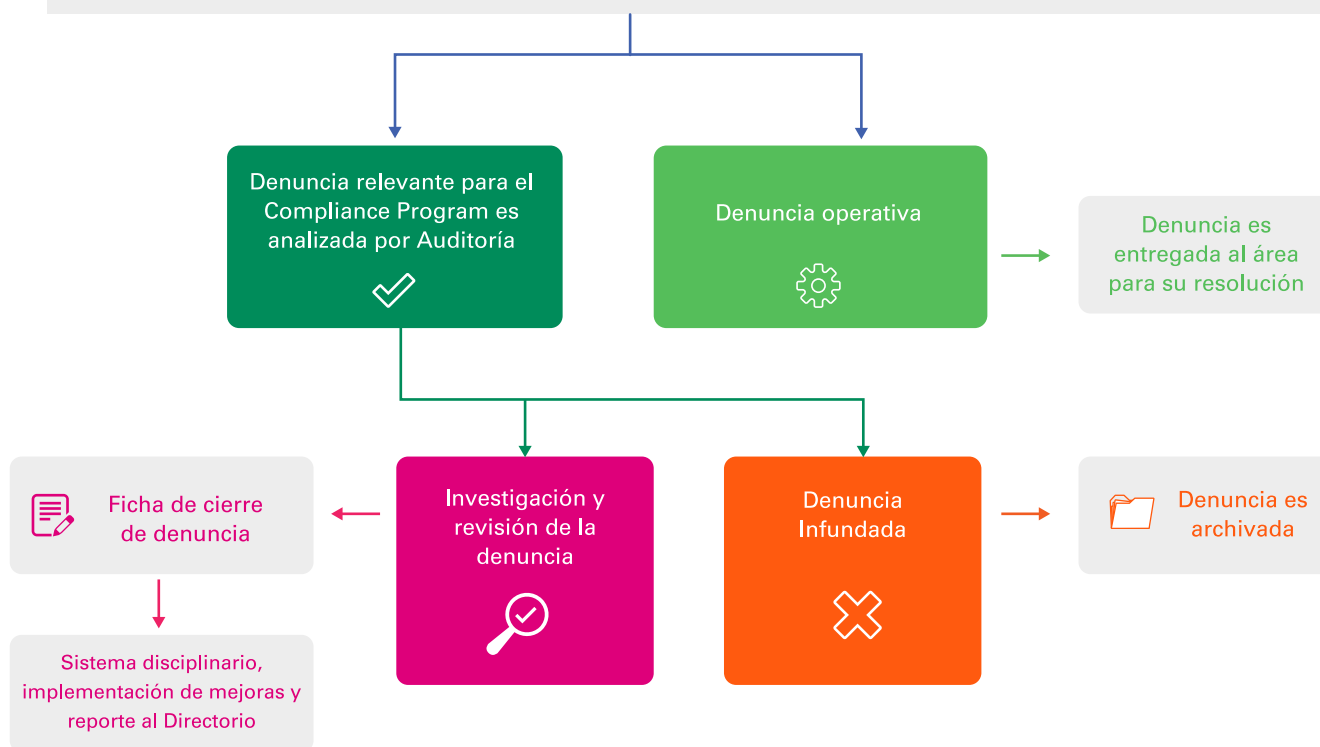 Denuncia relevante para el
Compliance Program es
analizada por Auditoría
Denuncia operativa
Denuncia es
entregada al área
para su resolución
Ficha de cierre
de denuncia
Investigación y
revisión de la
denuncia
Denuncia
Infundada
Denuncia es
archivada
Sistema disciplinario,
implementación de mejoras y
reporte al Directorio